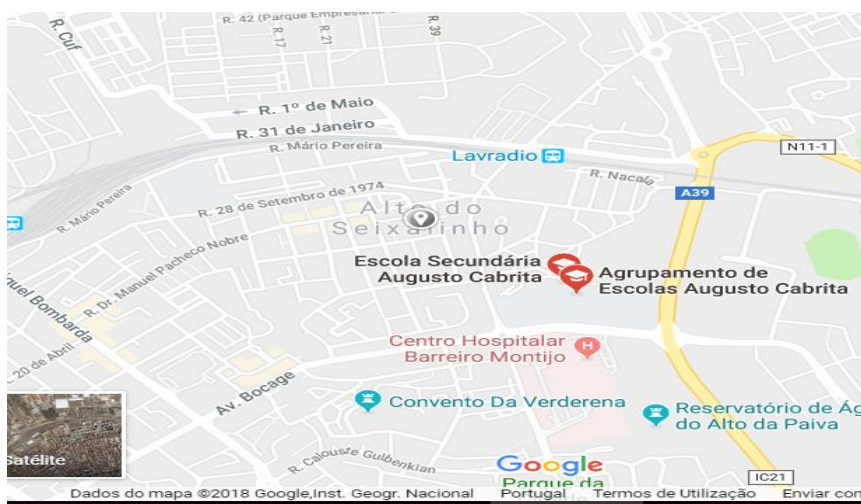 R. 42 (Parque Empresarial
R. Cuf
R. 17
R. 21
R. 39
R. 1º de Maio
R. 31 de Janeiro
R. Mário Pereira
N11-1
Lavradio
R. Nacala
A39
R. Mário Pereira
R. 28 de Setembro de 1974
Alto do
Seixalinho
R. Dr. Manuel Pacheco Nobre
Escola Secundária
Augusto Cabrita
Agrupamento de
Escolas Augusto Cabrita
Bombarda
R. 20 de Abril
Av. Bocage
Centro Hospitalar
Barreiro Montijo
H
Convento Da Verderena
Reservatório de Ág
do Alto da Paiva
Satélite
R. Calouste Gulbenkian
Google
Parque da
IC21
Dados do mapa ©2018 Google,Inst. Geogr. Nacional Portugal Termos de Utilização Enviar con